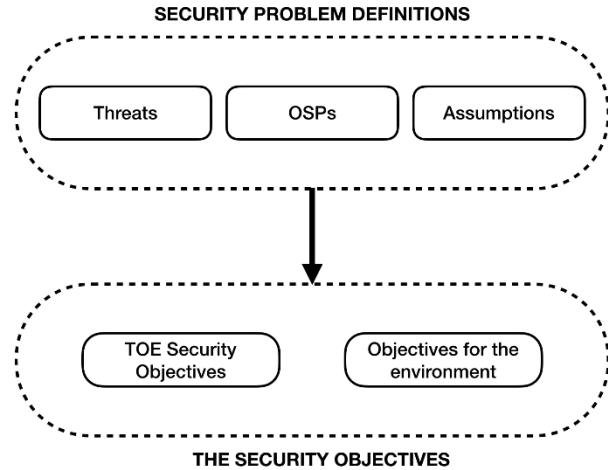 SECURITY PROBLEM DEFINITIONS
Threats
OSPs
Assumptions
TOE Security
Objectives
Objectives for the
environment
THE SECURITY OBJECTIVES